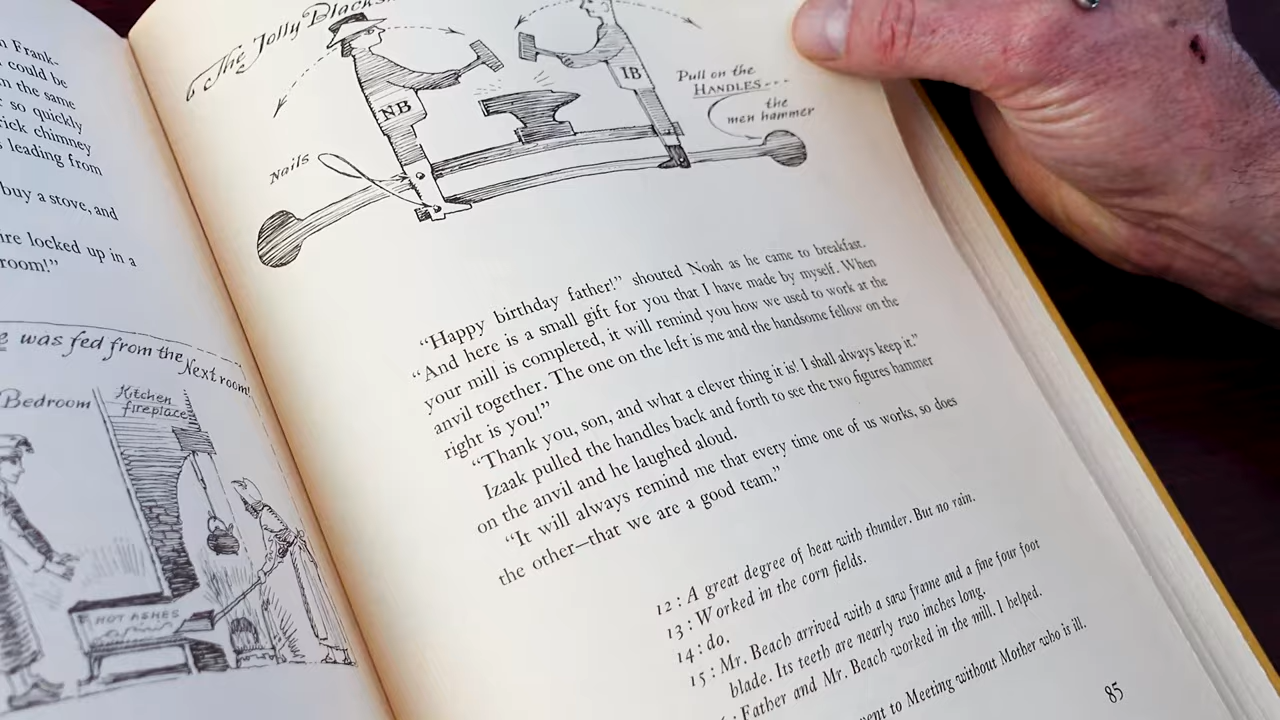 Frank-
could be
the same
so quickly
rick chimney
s leading from
buy a stove, and
ire locked up in a
room!”
was fed from the
Next room!
Bedroom
Kitchen
fireplace
HOT ASHES
The Jolly
NB
IB
Pull on the
HANDLES---
the
men hammer
Nails
“Happy birthday father!” shouted Noah as he came to breakfast.
“And here is a small gift for you that I have made by myself. When
your mill is completed, it will remind you how we used to work at the
anvil together. The one on the left is me and the handsome fellow on the
right is you!”
“Thank you, son, and what a clever thing it is! I shall always keep it.”
Izaak pulled the handles back and forth to see the two figures hammer
on the anvil and he laughed aloud.
“It will always remind me that every time one of us works, so does
the other—that we are a good team.”
12: A great degree of heat with thunder. But no rain.
13: Worked in the corn fields.
14: do.
15: Mr. Beach arrived with a saw frame and a fine four foot
blade. Its teeth are nearly two inches long.
: Father and Mr. Beach worked in the mill. I helped.
to Meeting without Mother who is ill.
85